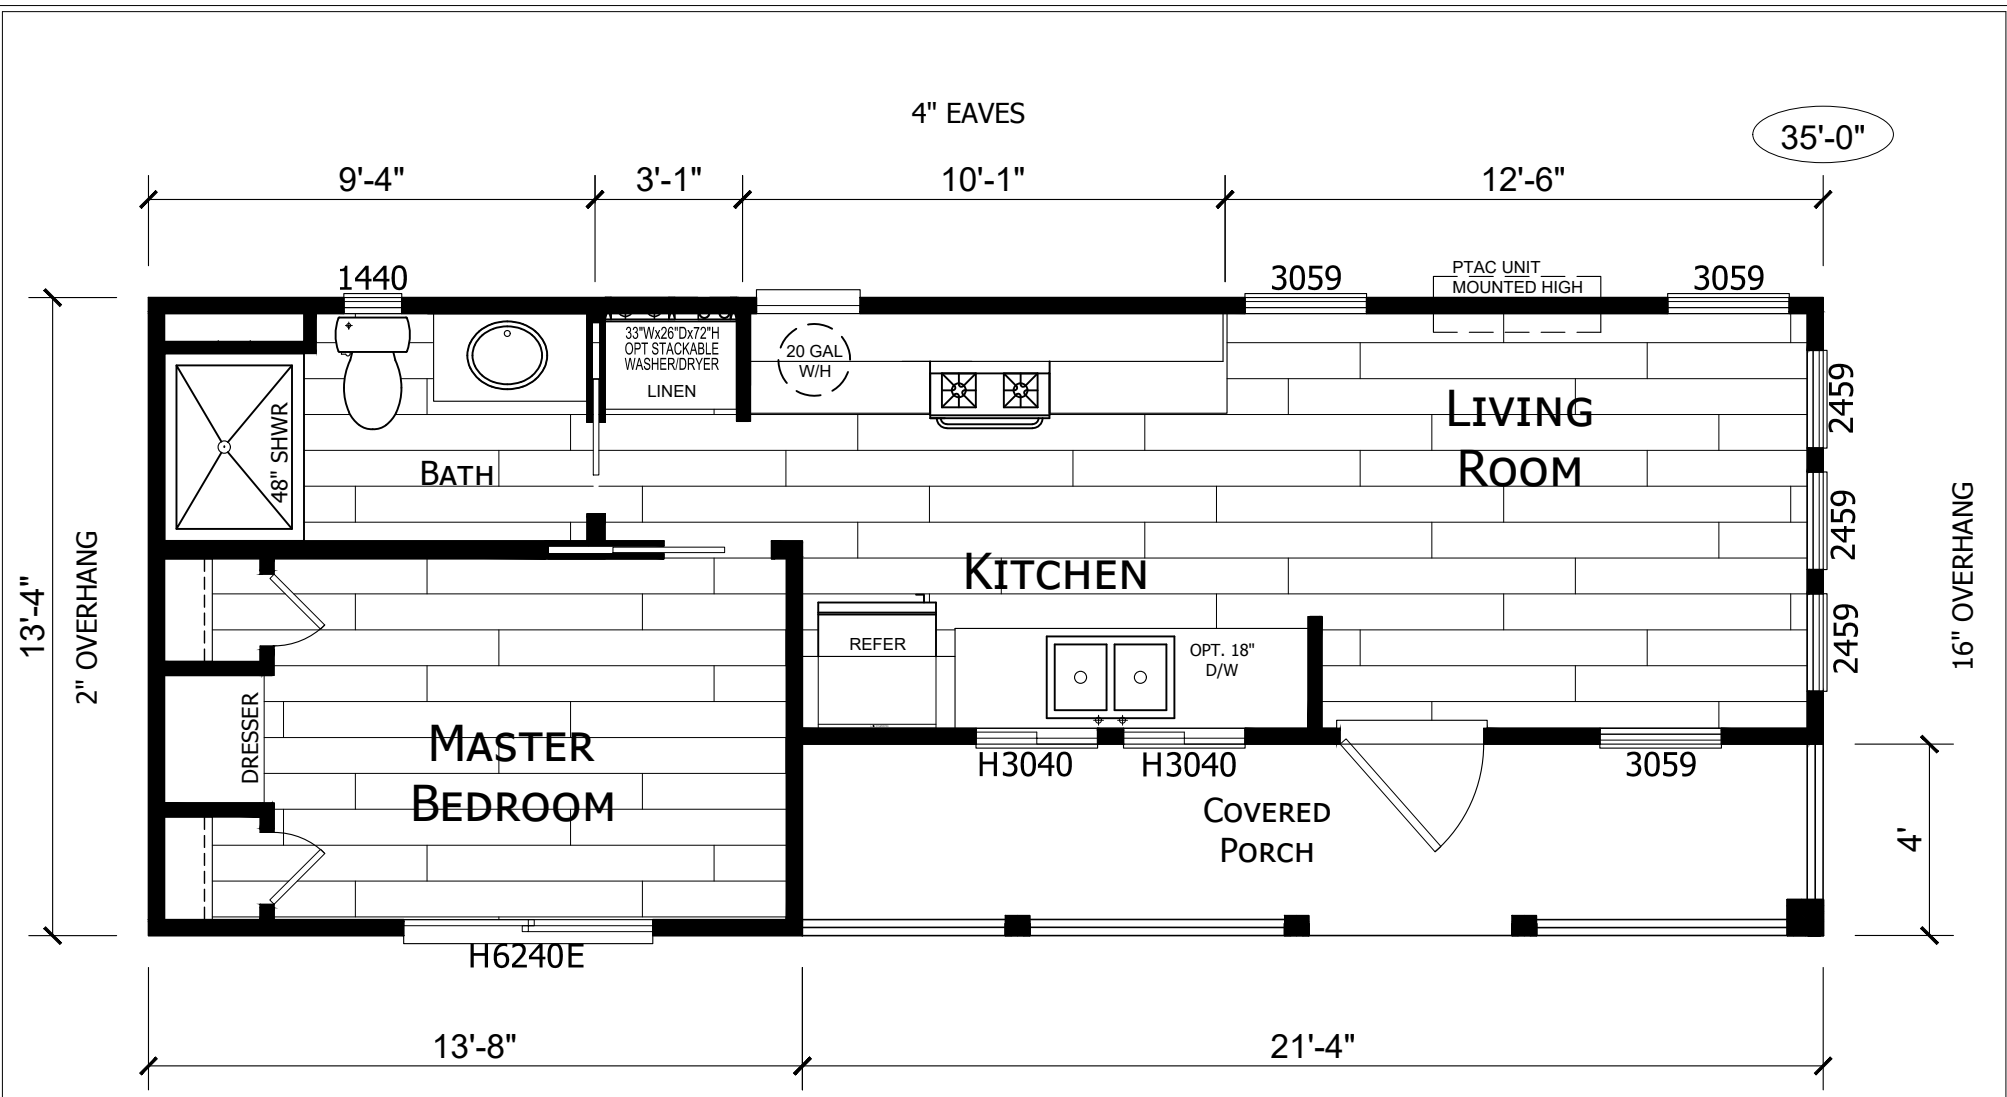 4" EAVES
35'-0"
9'-4"
3'-1"
10'-1"
12'-6"
1440
3059
PTAC UNIT
MOUNTED HIGH
3059
33"Wx26"Dx72"H
OPT STACKABLE
WASHER/DRYER
LINEN
20 GAL
W/H
48" SHWR
BATH
LIVING
ROOM
2459
2459
2459
16" OVERHANG
13'-4"
2" OVERHANG
KITCHEN
REFER
OPT. 18"
D/W
DRESSER
MASTER
BEDROOM
H3040
H3040
3059
COVERED
PORCH
4'
H6240E
13'-8"
21'-4"